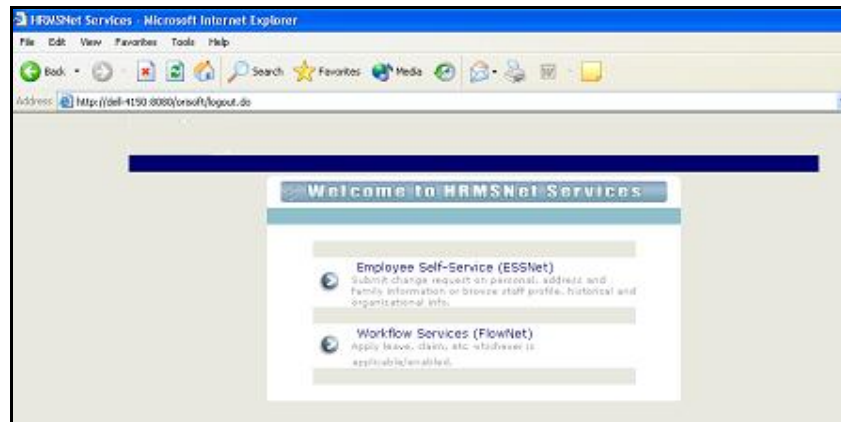 HRMSNet Services - Microsoft Internet Explorer
File Edit View Favorites Tools Help
Back Search Favorites Media
Address http://dell-4150:8080/orisoft/logout.do
Welcome to HRMSNet Services
Employee Self-Service (ESSNet)
Submit change request on personal, address and
family information or browse staff profile, historical and
organizational info.
Workflow Services (FlowNet)
Apply leave, claim, etc whichever is
applicable/enabled.